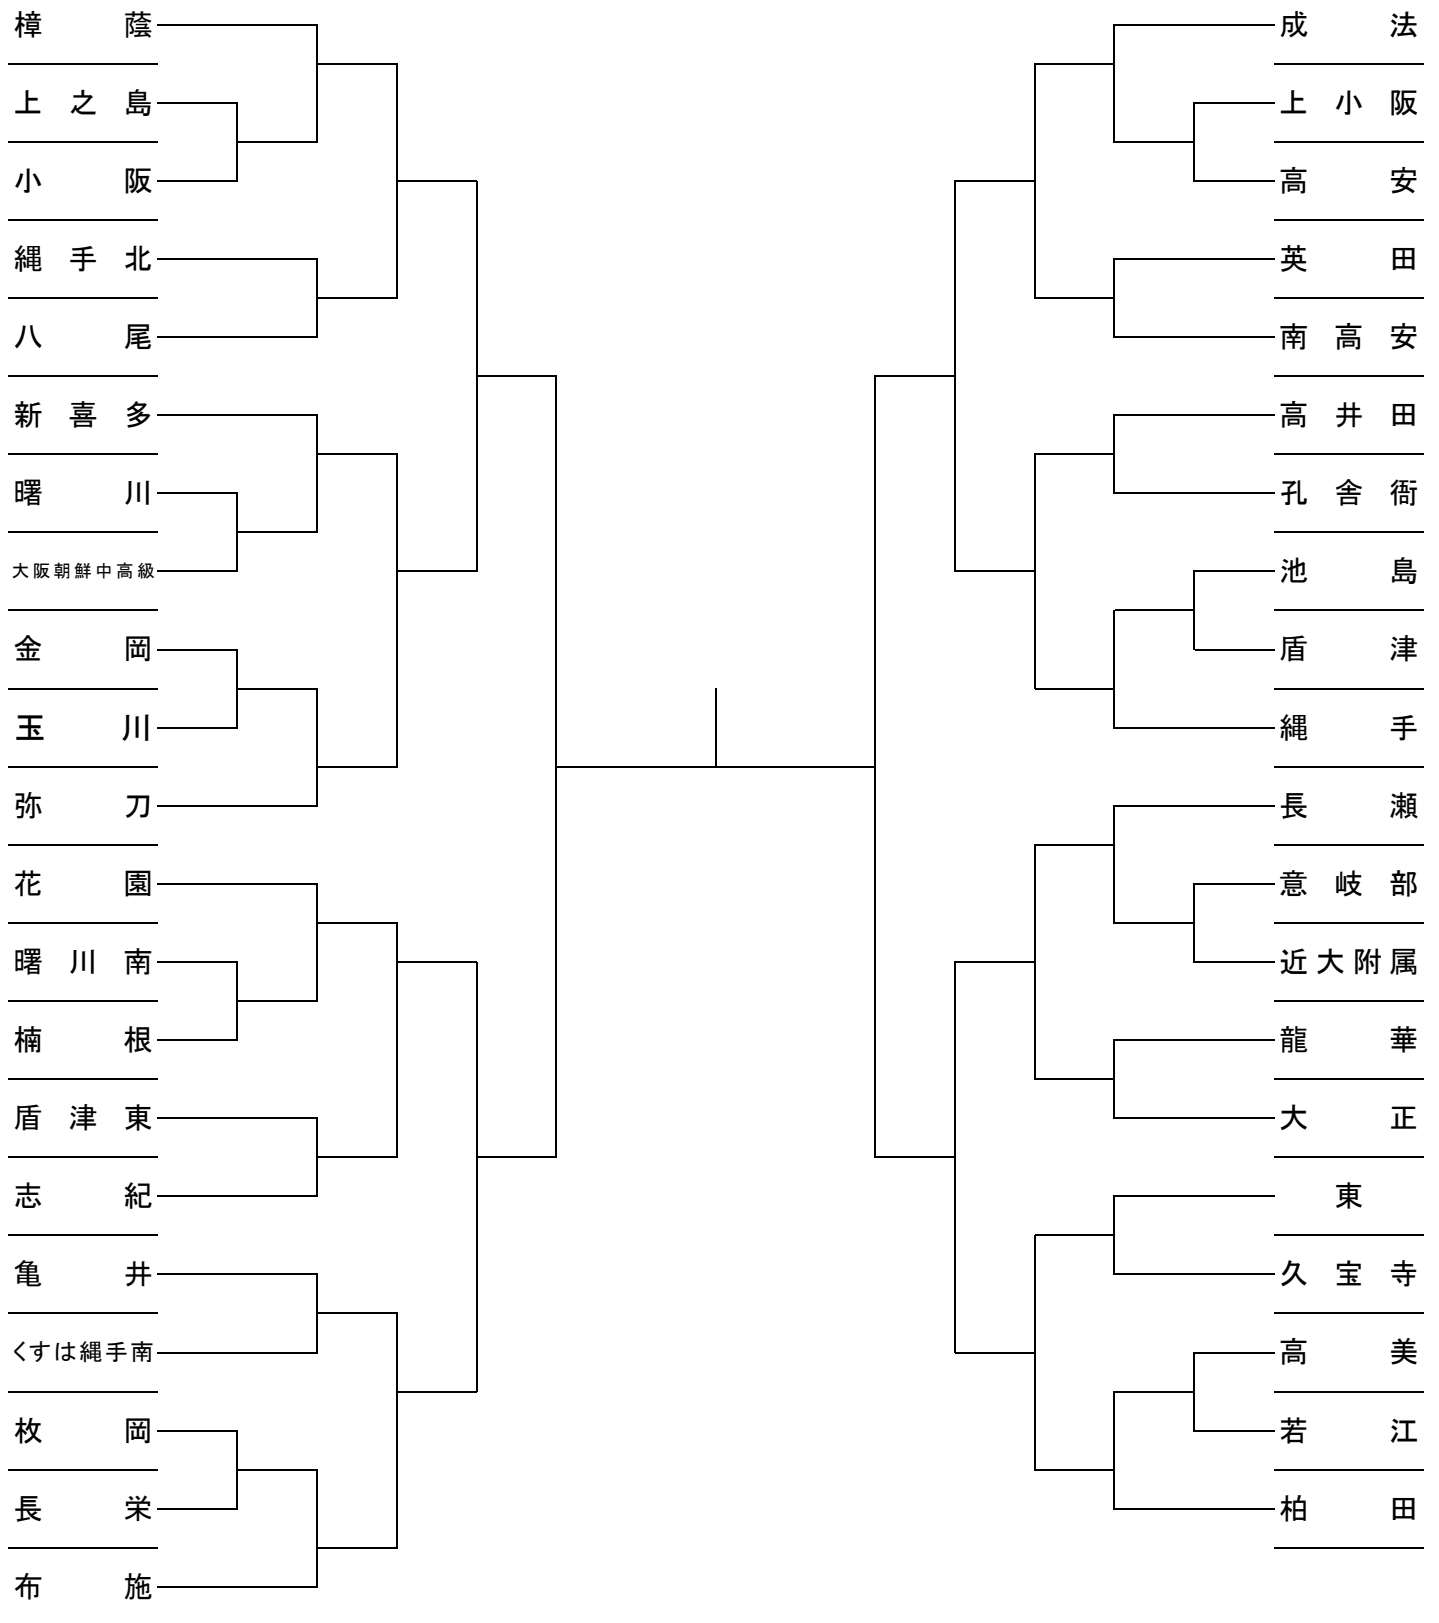 樟蔭
上之島
小阪
縄手北
八尾
新喜多
曙川
大阪朝鮮中高級
金岡
玉川
弥刀
花園
曙川南
楠根
盾津東
志紀
亀井
くすは縄手南
枚岡
長栄
布施
成法
上小阪
高安
英田
南高安
高井田
孔舎衙
池島
盾津
縄手
長瀬
意岐部
近大附属
龍華
大正
東
久宝寺
高美
若江
柏田